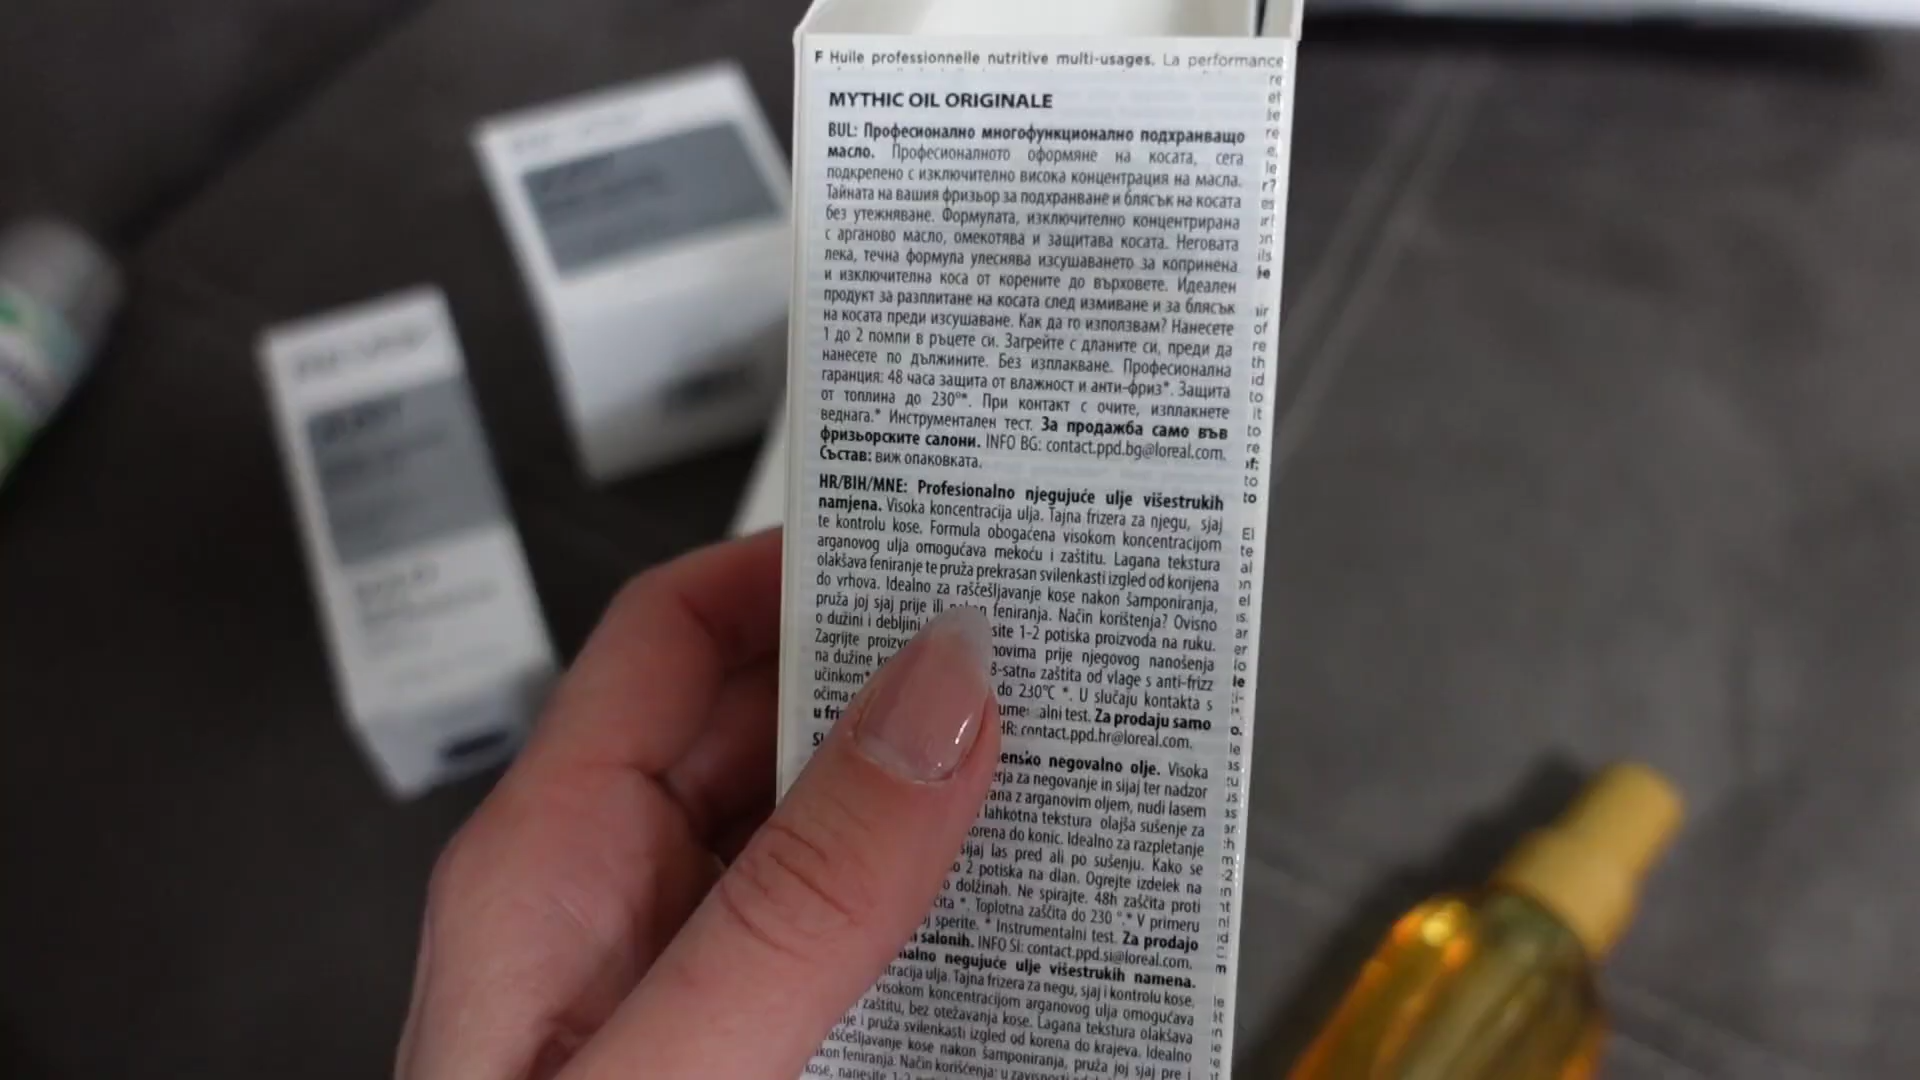 F Huile professionnelle nutritive multi-usages. La performance
MYTHIC OIL ORIGINALE
BUL: Професионално многофункционално подхранващо
масло. Професионалното оформяне на косата, сега
подкрепено с изключително висока концентрация на масла.
Тайната на вашия фризьор за подхранване и блясък на косата
без утежняване. Формулата, изключително концентрирана
с арганово масло, омекотява и защитава косата. Неговата
лека, течна формула улеснява изсушаването за копринена
и изключителна коса от корените до върховете. Идеален
продукт за разплитане на косата след измиване и за блясък
на косата преди изсушаване. Как да го използвам? Нанесете
1 до 2 помпи в ръцете си. Загрейте с дланите си, преди да
нанесете по дължините. Без изплакване. Професионална
гаранция: 48 часа защита от влажност и анти-фриз*. Защита
от топлина до 230°*. При контакт с очите, изплакнете
веднага.* Инструментален тест. За продажба само във
фризьорските салони. INFO BG: contact.ppd.bg@loreal.com.
Състав: виж опаковката.
HR/BIH/MNE: Profesionalno njegujuće ulje višestrukih
namjena. Visoka koncentracija ulja. Tajna frizera za njegu, sjaj
te kontrolu kose. Formula obogaćena visokom koncentracijom
arganovog ulja omogućava mekoću i zaštitu. Lagana tekstura
olakšava feniranje te pruža prekrasan svilenkasti izgled od korijena
do vrhova. Idealno za raščešljavanje kose nakon šamponiranja,
pruža joj sjaj prije ili nakon feniranja. Način korištenja? Ovisno
o dužini i debljini 1-2 potiska proizvoda na ruku.
Zagrijte prije njegovog nanošenja
na dužine zaštita od vlage s anti-frizz
učinkom* do 230°C *. U slučaju kontakta s
očima test. Za prodaju samo
u contact.ppd.hr@loreal.com.
negovalno olje. Visoka
za negovanje in sijaj ter nadzor
z arganovim oljem, nudi lasem
lahkotna tekstura olajša sušenje za
do konic. Idealno za razpletanje
sijaj las pred ali po sušenju. Kako se
2 potiska na dlan. Ogrejte izdelek na
dolžinah. Ne spirajte. 48h zaščita proti
*. Toplotna zaščita do 230 °.* V primeru
sperite. * Instrumentalni test. Za prodajo
salonih. INFO SI: contact.ppd.si@loreal.com.
negujuće ulje višestrukih namena.
ulja. Tajna frizera za negu, sjaj i kontrolu kose.
visokom koncentracijom arganovog ulja omogućava
zaštitu, bez otežavanja kose. Lagana tekstura olakšava
i pruža svilenkasti izgled od korena do krajeva. Idealno
kose nakon šamponiranja, pruža joj sjaj pre i
feniranja. Način korišćenja: u
kose, nanesite 1-2